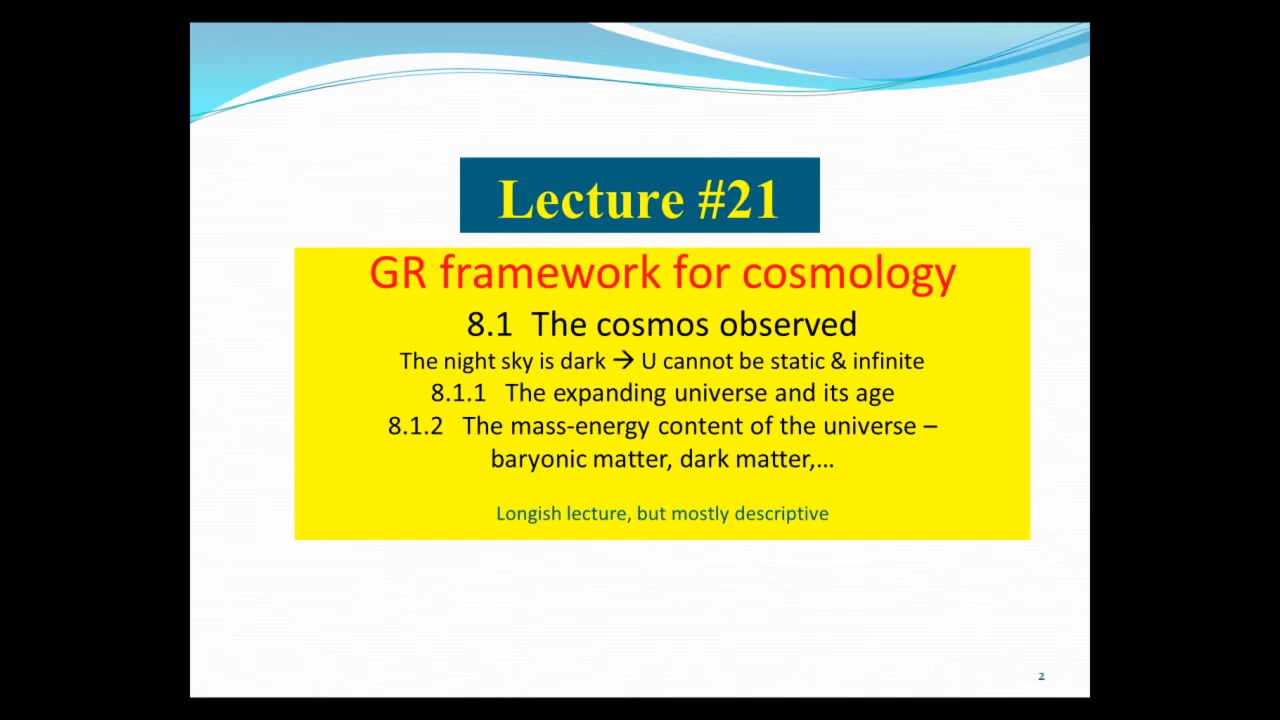 Lecture #21
GR framework for cosmology
8.1 The cosmos observed
The night sky is dark → U cannot be static & infinite
8.1.1 The expanding universe and its age
8.1.2 The mass-energy content of the universe –
baryonic matter, dark matter,...
Longish lecture, but mostly descriptive
2